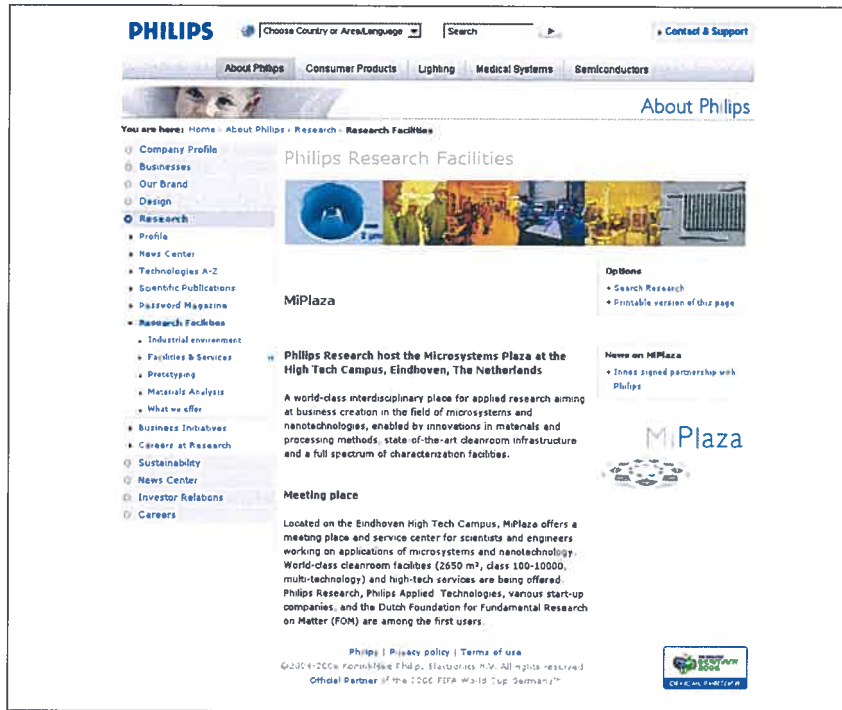 PHILIPS
Choose Country or Area/Language
Search
Contact & Support
About Philips
Consumer Products
Lighting
Medical Systems
Semiconductors
About Philips
You are here: Home › About Philips › Research › Research Facilities
Company Profile
Businesses
Our Brand
Design
Research
Profile
News Center
Technologies A-Z
Scientific Publications
Password Magazine
Research Facilities
Industrial environment
Facilities & Services
Prototyping
Materials Analysis
What we offer
Business Initiatives
Careers at Research
Sustainability
News Center
Investor Relations
Careers
Philips Research Facilities
MiPlaza
Philips Research host the Microsystems Plaza at the
High Tech Campus, Eindhoven, The Netherlands
A world-class interdisciplinary place for applied research aiming
at business creation in the field of microsystems and
nanotechnologies, enabled by innovations in materials and
processing methods, state-of-the-art cleanroom infrastructure
and a full spectrum of characterization facilities.
Meeting place
Located on the Eindhoven High Tech Campus, MiPlaza offers a
meeting place and service center for scientists and engineers
working on applications of microsystems and nanotechnology.
World-class cleanroom facilities (2650 m², class 100-10000,
multi-technology) and high-tech services are being offered.
Philips Research, Philips Applied Technologies, various start-up
companies, and the Dutch Foundation for Fundamental Research
on Matter (FOM) are among the first users.
Options
Search Research
Printable version of this page
News on MiPlaza
Innos signed partnership with
Philips
MiPlaza
Philips | Privacy policy | Terms of use
©2004-2006 Koninklijke Philips Electronics N.V. All rights reserved
Official Partner of the 2006 FIFA World Cup Germany™